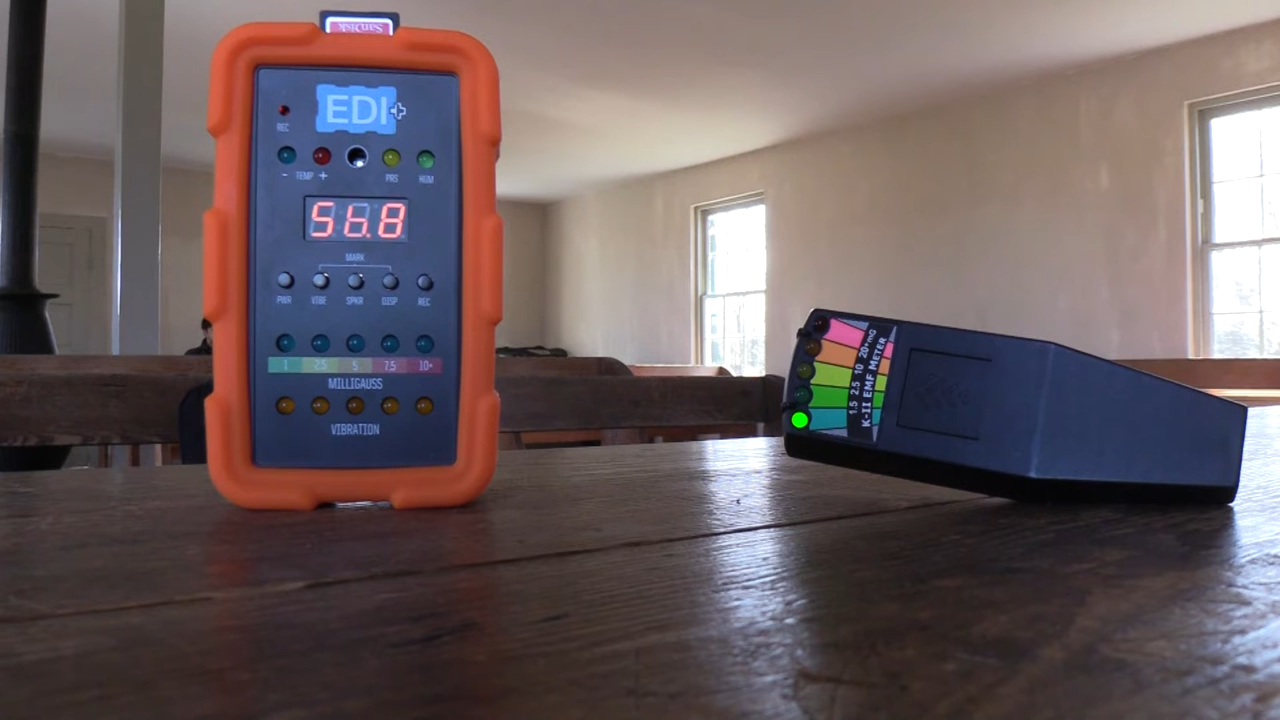 SanDisk
EDI+
REC
- TEMP + PRS HUM
56.8
MARK
PWR VIBE SPKR DISP REC
1 2.5 5 7.5 10+
MILLIGAUSS
VIBRATION
1.5 2.5 10 20+mG
K-II EMF METER